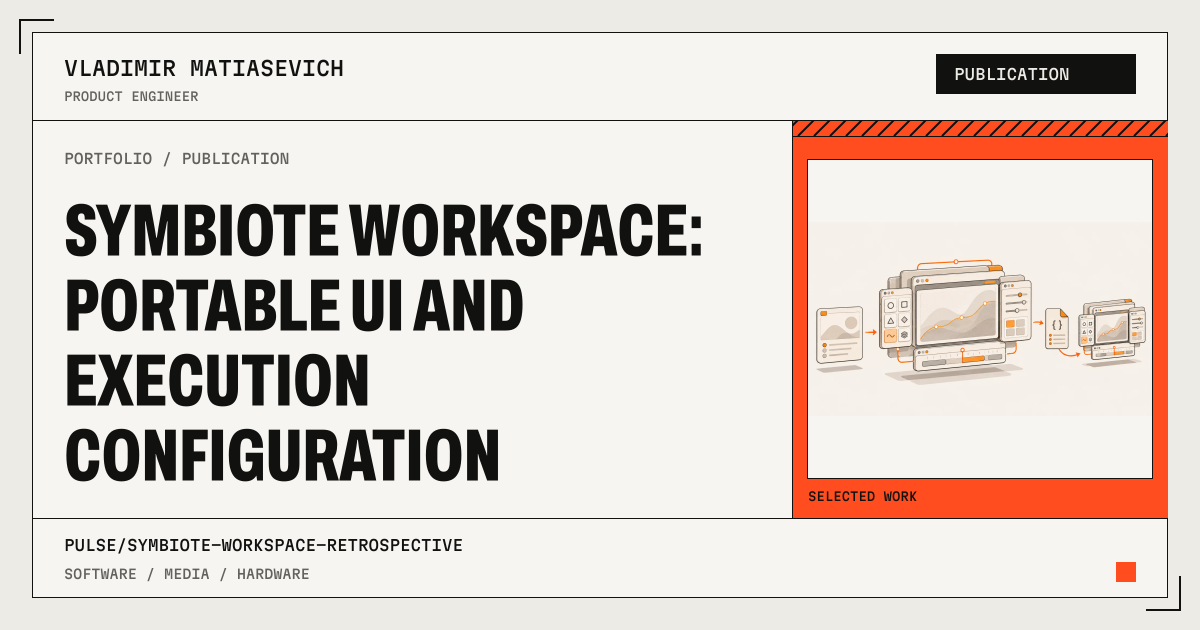 VLADIMIR MATIASEVICH
PRODUCT ENGINEER
PUBLICATION
PORTFOLIO / PUBLICATION
SYMBIOTE WORKSPACE:
PORTABLE UI AND
EXECUTION
CONFIGURATION
{ }
SELECTED WORK
PULSE/SYMBIOTE–WORKSPACE–RETROSPECTIVE
SOFTWARE / MEDIA / HARDWARE